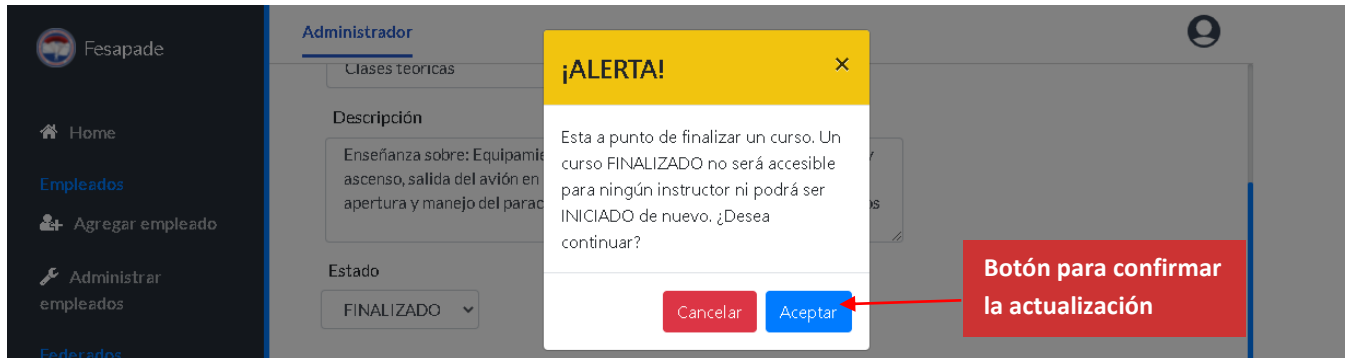 Fesapade
Home
Empleados
Agregar empleado
Administrar
empleados
Federados
Administrador
Clases teoricas
Descripción
Enseñanza sobre: Equipamie
ascenso, salida del avión en
apertura y manejo del parac
y
os
Estado
FINALIZADO
¡ALERTA!
×
Esta a punto de finalizar un curso. Un
curso FINALIZADO no será accesible
para ningún instructor ni podrá ser
INICIADO de nuevo. ¿Desea
continuar?
Cancelar Aceptar
Botón para confirmar
la actualización